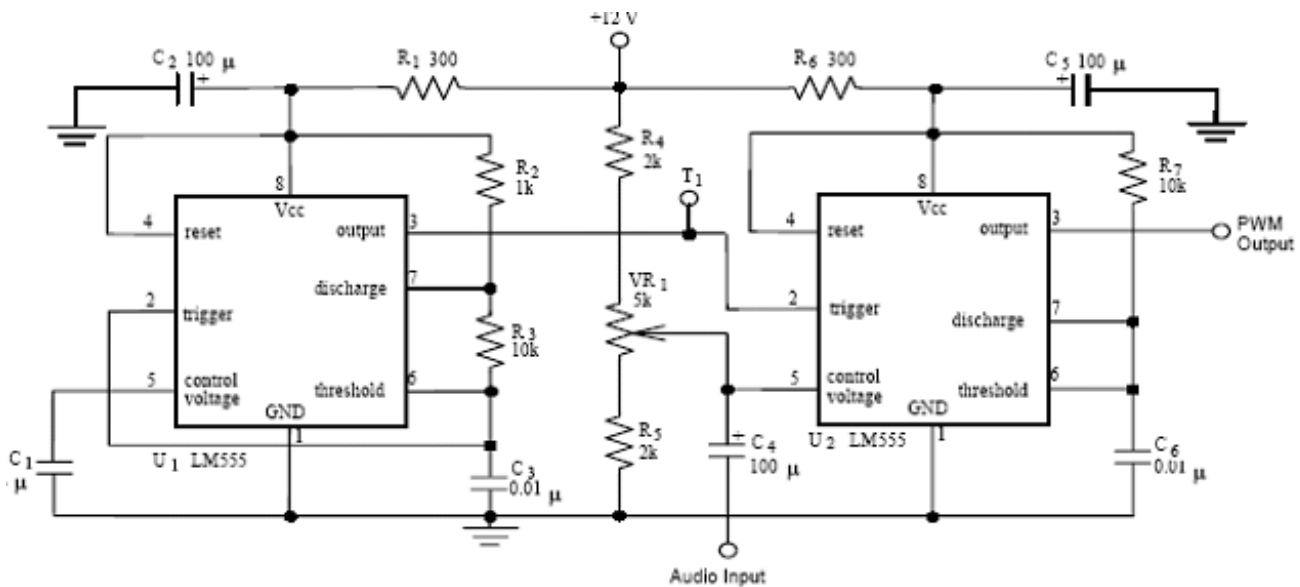 +12 V
C2 100 μ
R1 300
R6 300
C5 100 μ
R4
2k
R2
1k
T1
R7
10k
8
Vcc
4
reset
output
3
discharge
7
2
trigger
R3
10k
5
control
voltage
threshold
6
GND
1
U1 LM555
C1
μ
C3
0.01 μ
VR1
5k
R5
2k
C4
100 μ
Audio Input
8
Vcc
4
reset
output
3
PWM
Output
2
trigger
7
discharge
5
control
voltage
threshold
6
GND
1
U2 LM555
C6
0.01 μ